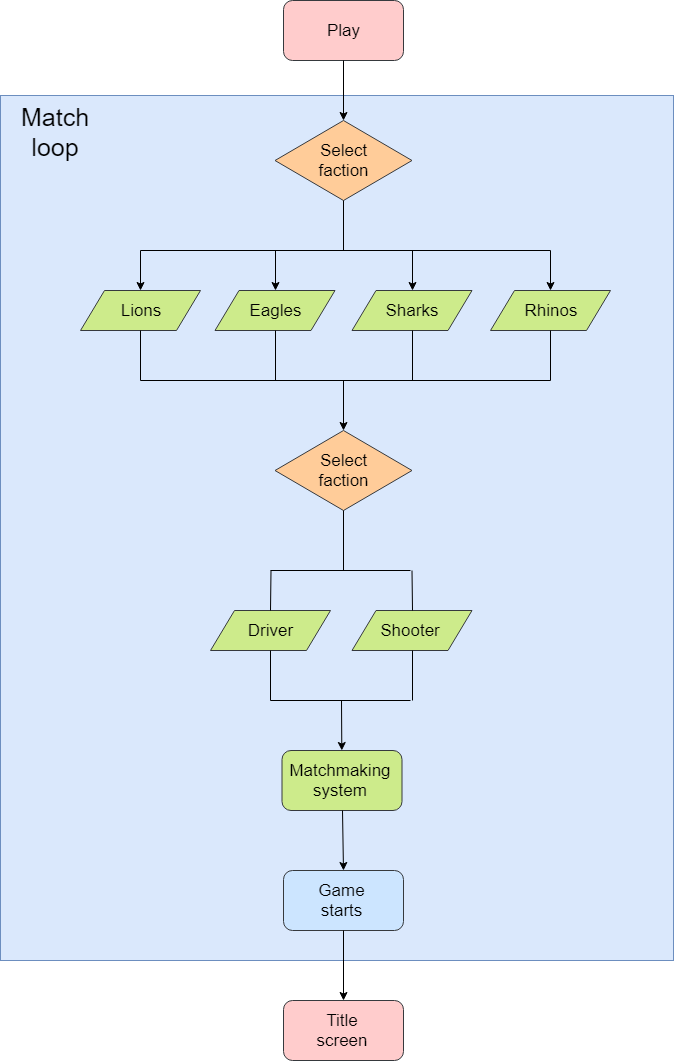 Play
Match
loop
Select
faction
Lions
Eagles
Sharks
Rhinos
Select
faction
Driver
Shooter
Matchmaking
system
Game
starts
Title
screen